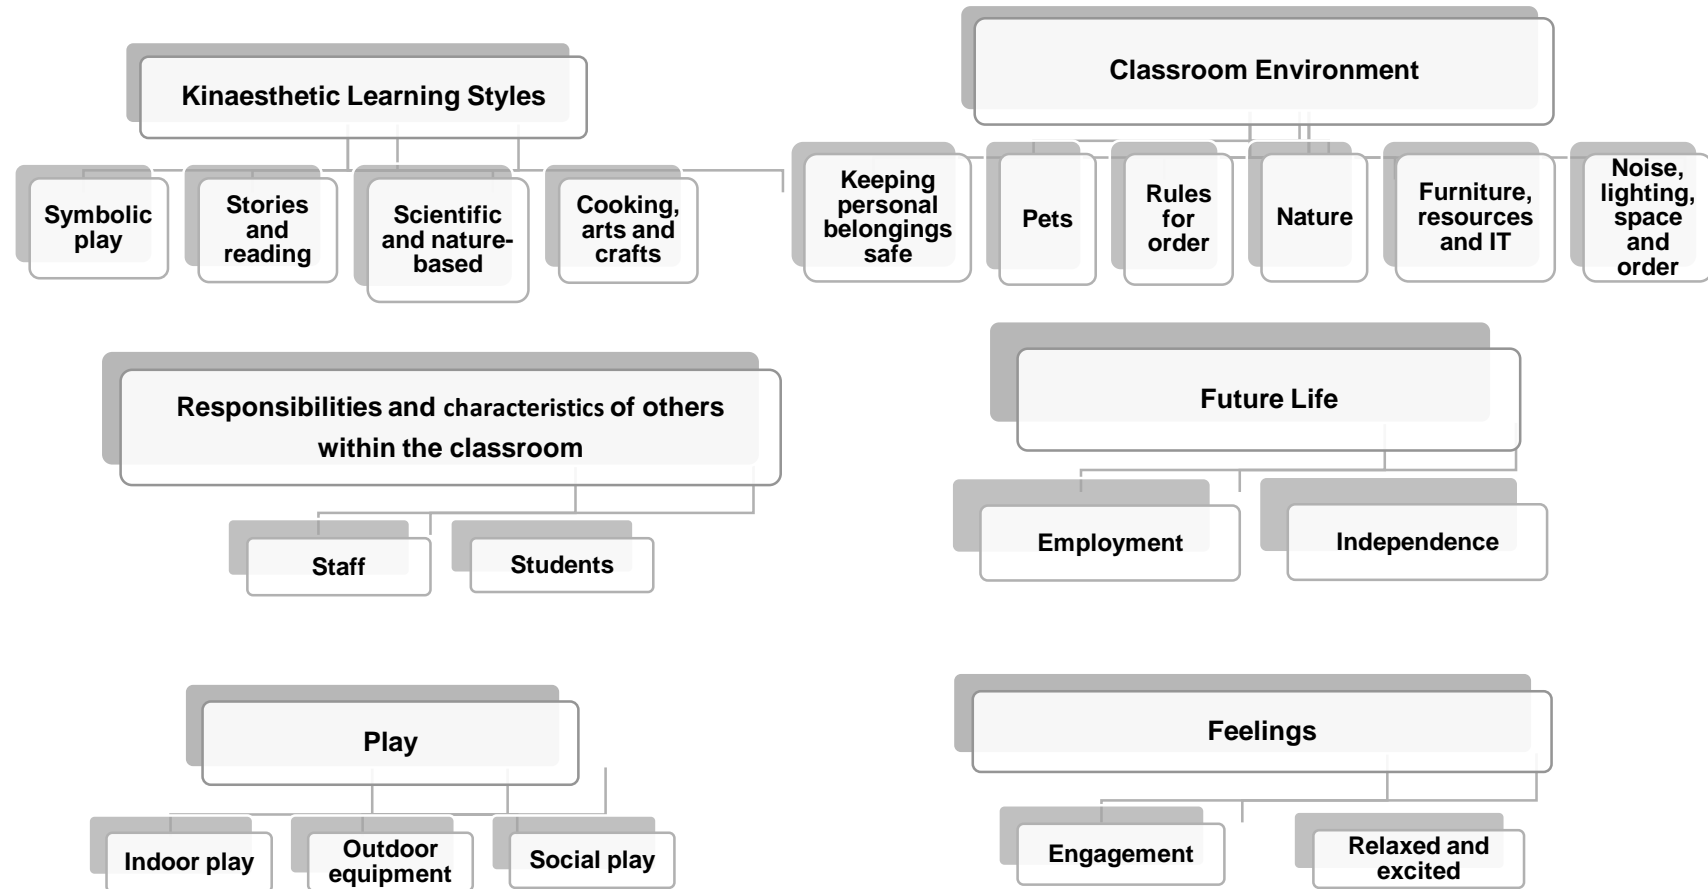 Kinaesthetic Learning Styles
Symbolic
play
Stories
and
reading
Scientific
and nature-
based
Cooking,
arts and
crafts
Classroom Environment
Keeping
personal
belongings
safe
Pets
Rules
for
order
Nature
Furniture,
resources
and IT
Noise,
lighting,
space
and
order
Responsibilities and characteristics of others
within the classroom
Staff
Students
Future Life
Employment
Independence
Play
Indoor play
Outdoor
equipment
Social play
Feelings
Engagement
Relaxed and
excited